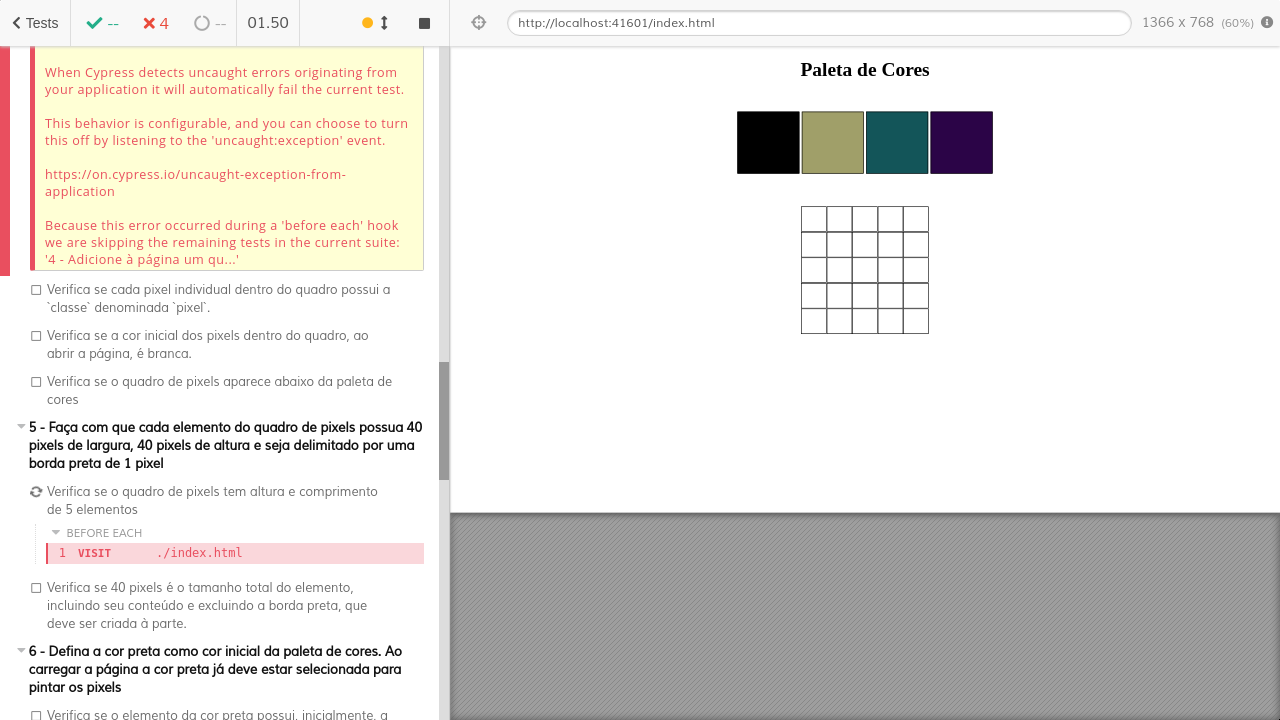 Tests
--
4
--
01.50
http://localhost:41601/index.html
1366 x 768 (60%)
When Cypress detects uncaught errors originating from
your application it will automatically fail the current test.
This behavior is configurable, and you can choose to turn
this off by listening to the 'uncaught:exception' event.
https://on.cypress.io/uncaught-exception-from-
application
Because this error occurred during a 'before each' hook
we are skipping the remaining tests in the current suite:
'4 - Adicione à página um qu...'
Verifica se cada pixel individual dentro do quadro possui a
`classe` denominada `pixel`.
Verifica se a cor inicial dos pixels dentro do quadro, ao
abrir a página, é branca.
Verifica se o quadro de pixels aparece abaixo da paleta de
cores
5 - Faça com que cada elemento do quadro de pixels possua 40
pixels de largura, 40 pixels de altura e seja delimitado por uma
borda preta de 1 pixel
Verifica se o quadro de pixels tem altura e comprimento
de 5 elementos
BEFORE EACH
1 VISIT ./index.html
Verifica se 40 pixels é o tamanho total do elemento,
incluindo seu conteúdo e excluindo a borda preta, que
deve ser criada à parte.
6 - Defina a cor preta como cor inicial da paleta de cores. Ao
carregar a página a cor preta já deve estar selecionada para
pintar os pixels
Verifica se o elemento da cor preta possui, inicialmente, a
Paleta de Cores